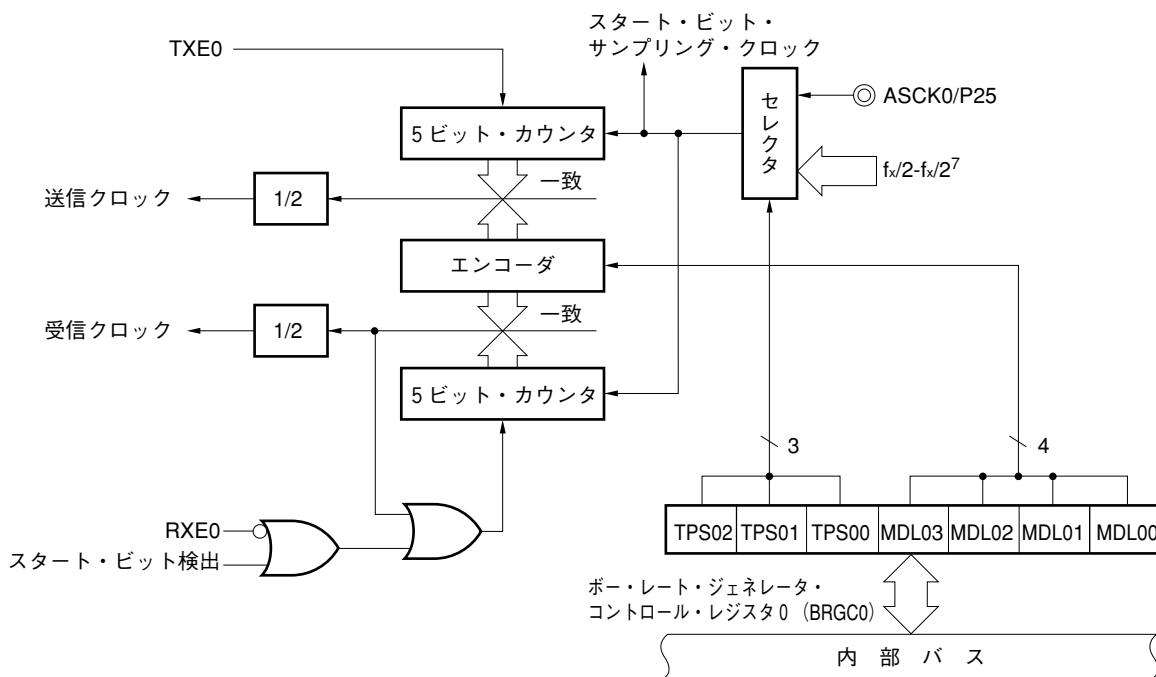 スタート・ビット・
サンプリング・クロック
TXE0
セレクタ
ASCK0/P25
5ビット・カウンタ
fx/2-fx/2⁷
一致
送信クロック
1/2
エンコーダ
一致
受信クロック
1/2
5ビット・カウンタ
3
4
RXE0
スタート・ビット検出
TPS02 TPS01 TPS00 MDL03 MDL02 MDL01 MDL00
ボー・レート・ジェネレータ・
コントロール・レジスタ0（BRGC0）
内部バス